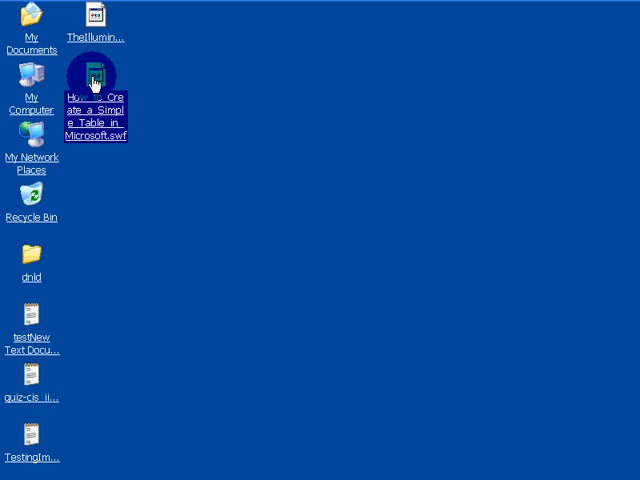 My
Documents
TheIllumin...
My
Computer
How_to_Cre
ate_a_Simpl
e_Table_in_
Microsoft.swf
My Network
Places
Recycle Bin
dnld
testNew
Text Docu...
quiz-cis_ii...
TestingIm...